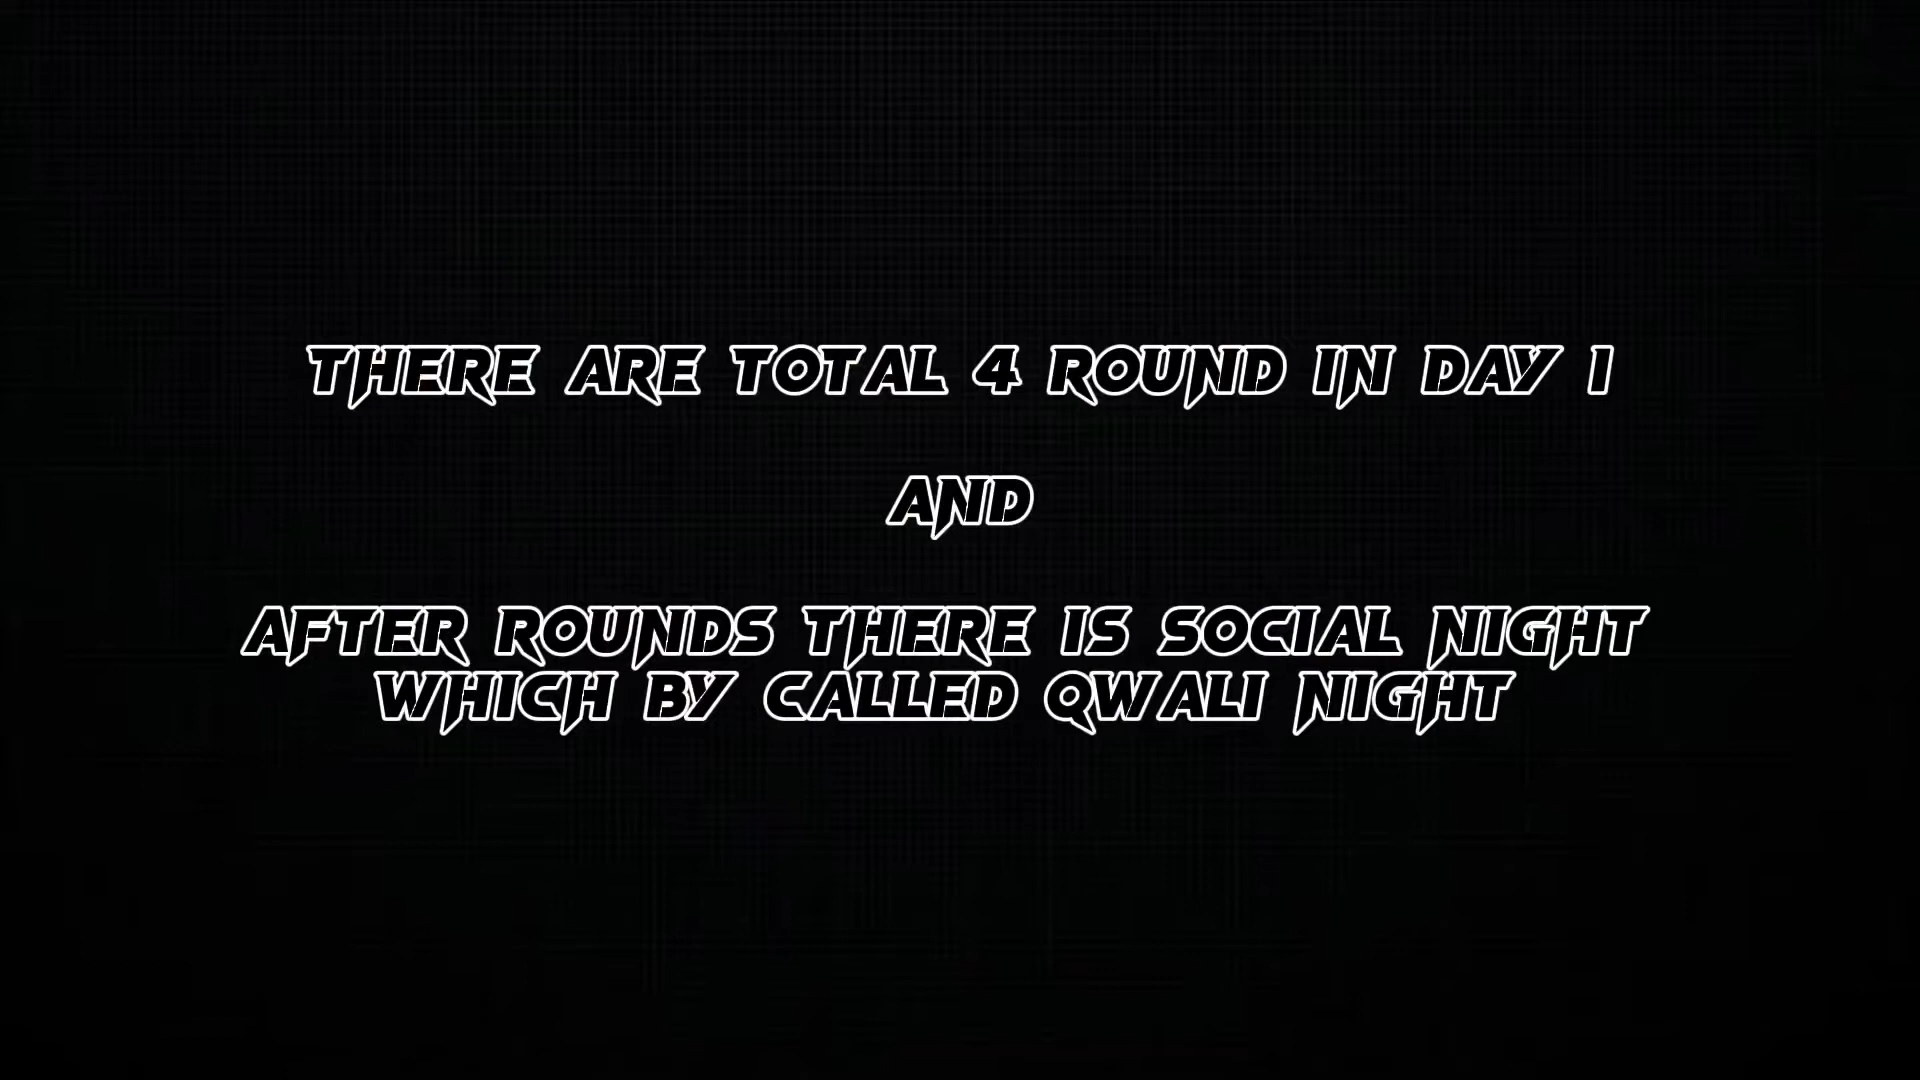 THERE ARE TOTAL 4 ROUND IN DAY 1
AND
AFTER ROUNDS THERE IS SOCIAL NIGHT
WHICH BY CALLED QWALI NIGHT